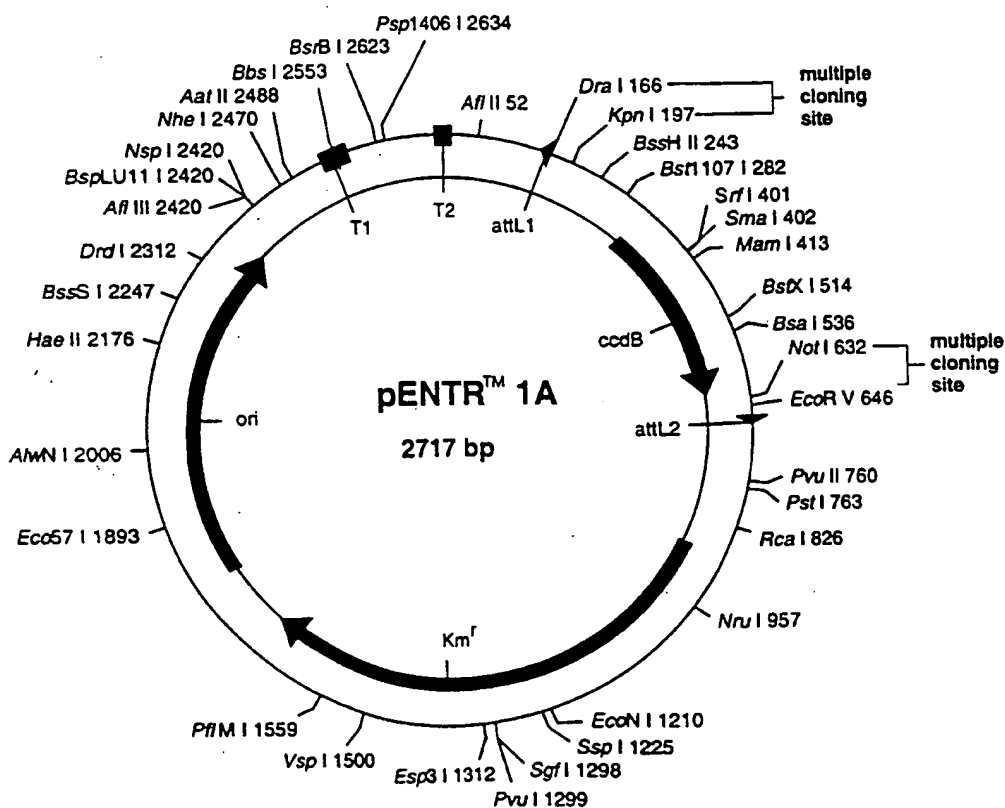 Psp1406 I 2634
BsrB I 2623
Bbs I 2553
Aat II 2488
Nhe I 2470
Nsp I 2420
BspLU11 I 2420
Afl III 2420
Drd I 2312
BssS I 2247
Hae II 2176
AlwN I 2006
Eco57 I 1893
Afl II 52
Dra I 166
Kpn I 197
multiple
cloning
site
BssH II 243
Bst1107 I 282
Srf I 401
Sma I 402
Mam I 413
BstX I 514
Bsa I 536
Not I 632
EcoR V 646
multiple
cloning
site
Pvu II 760
Pst I 763
Rca I 826
Nru I 957
EcoN I 1210
Ssp I 1225
Sgf I 1298
Pvu I 1299
Esp3 I 1312
Vsp I 1500
PflM I 1559
T1
T2
attL1
ccdB
attL2
ori
Kmʳ
pENTR™ 1A
2717 bp